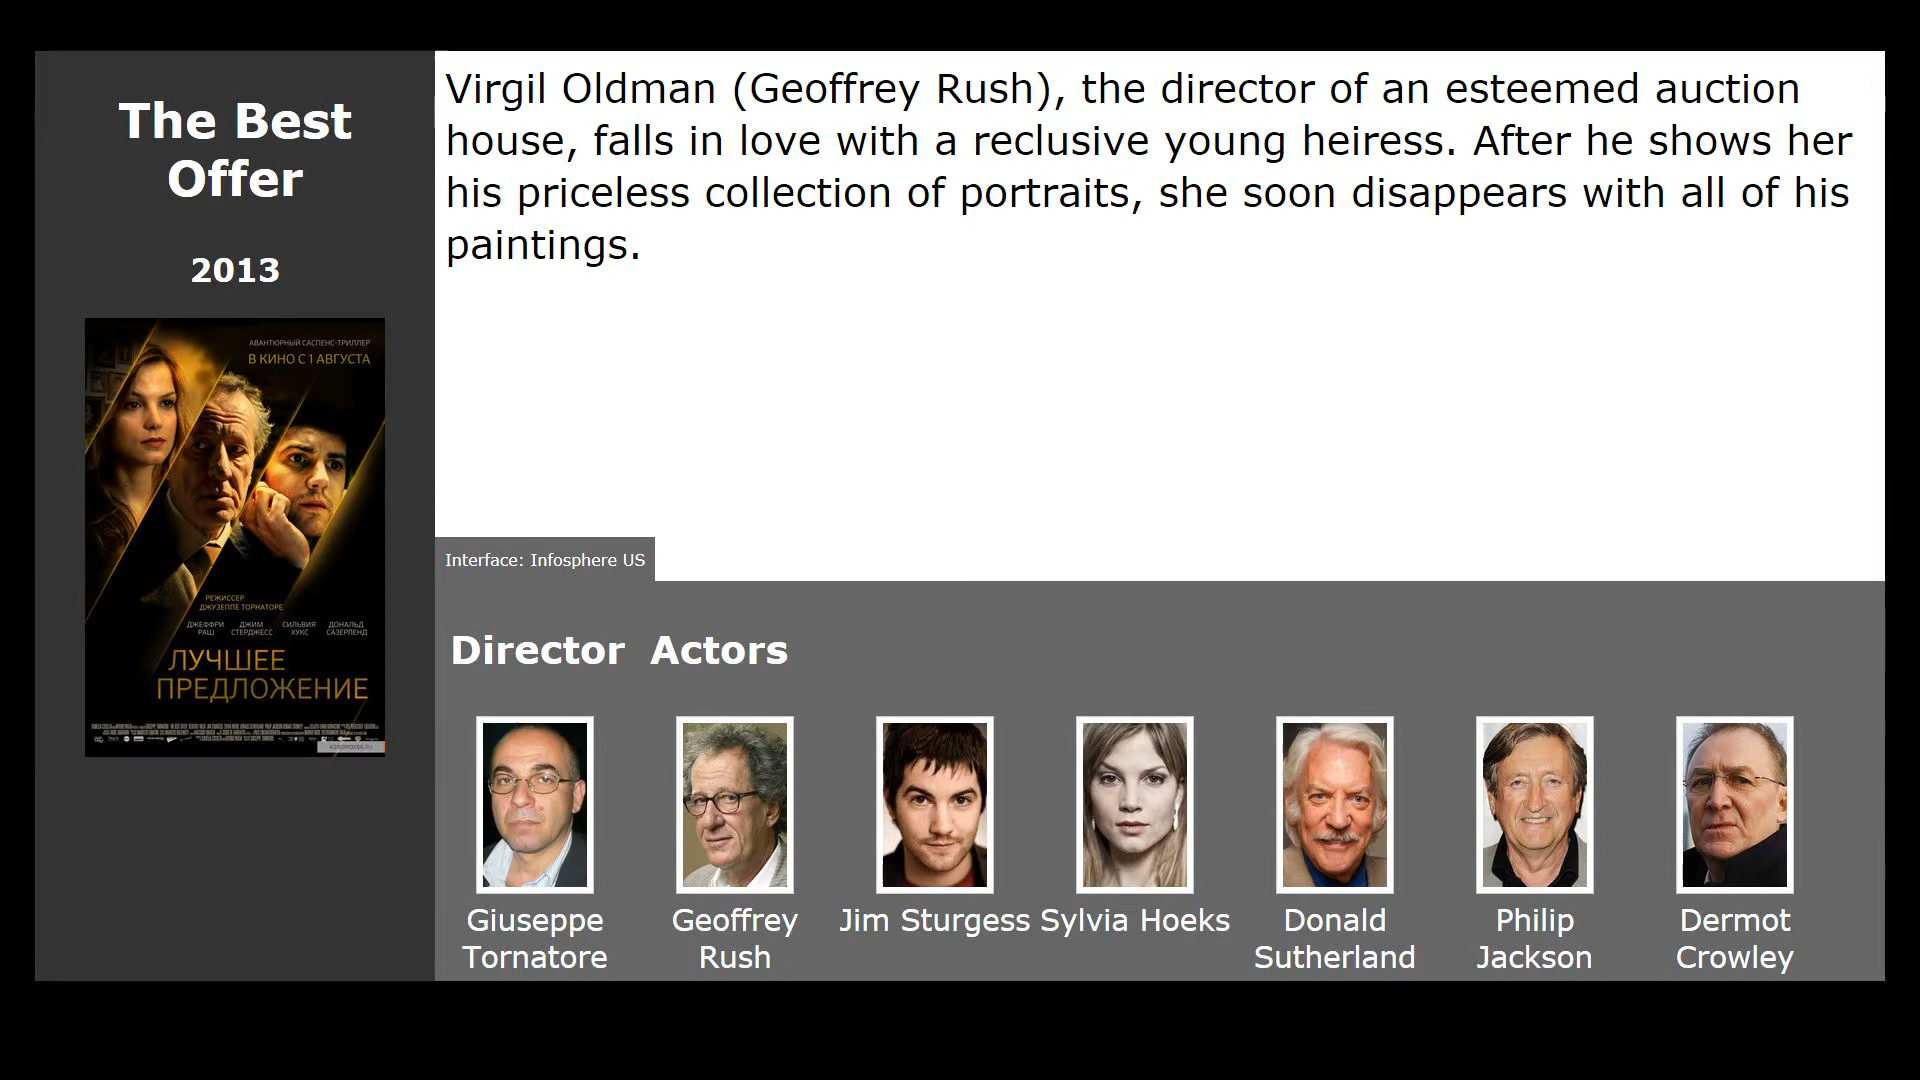 The Best
Offer
2013
АВАНТЮРНЫЙ САСПЕНС-ТРИЛЛЕР
В КИНО С 1 АВГУСТА
РЕЖИССЕР
ДЖУЗЕППЕ ТОРНАТОРЕ
ДЖЕФФРИ РАШ
ДЖИМ СТЕРДЖЕСС
СИЛЬВИЯ ХУКС
ДОНАЛЬД САЗЕРЛЕНД
ЛУЧШЕЕ
ПРЕДЛОЖЕНИЕ
KINOPOISK.RU
Virgil Oldman (Geoffrey Rush), the director of an esteemed auction
house, falls in love with a reclusive young heiress. After he shows her
his priceless collection of portraits, she soon disappears with all of his
paintings.
Interface: Infosphere US
Director Actors
Giuseppe
Tornatore
Geoffrey
Rush
Jim Sturgess
Sylvia Hoeks
Donald
Sutherland
Philip
Jackson
Dermot
Crowley